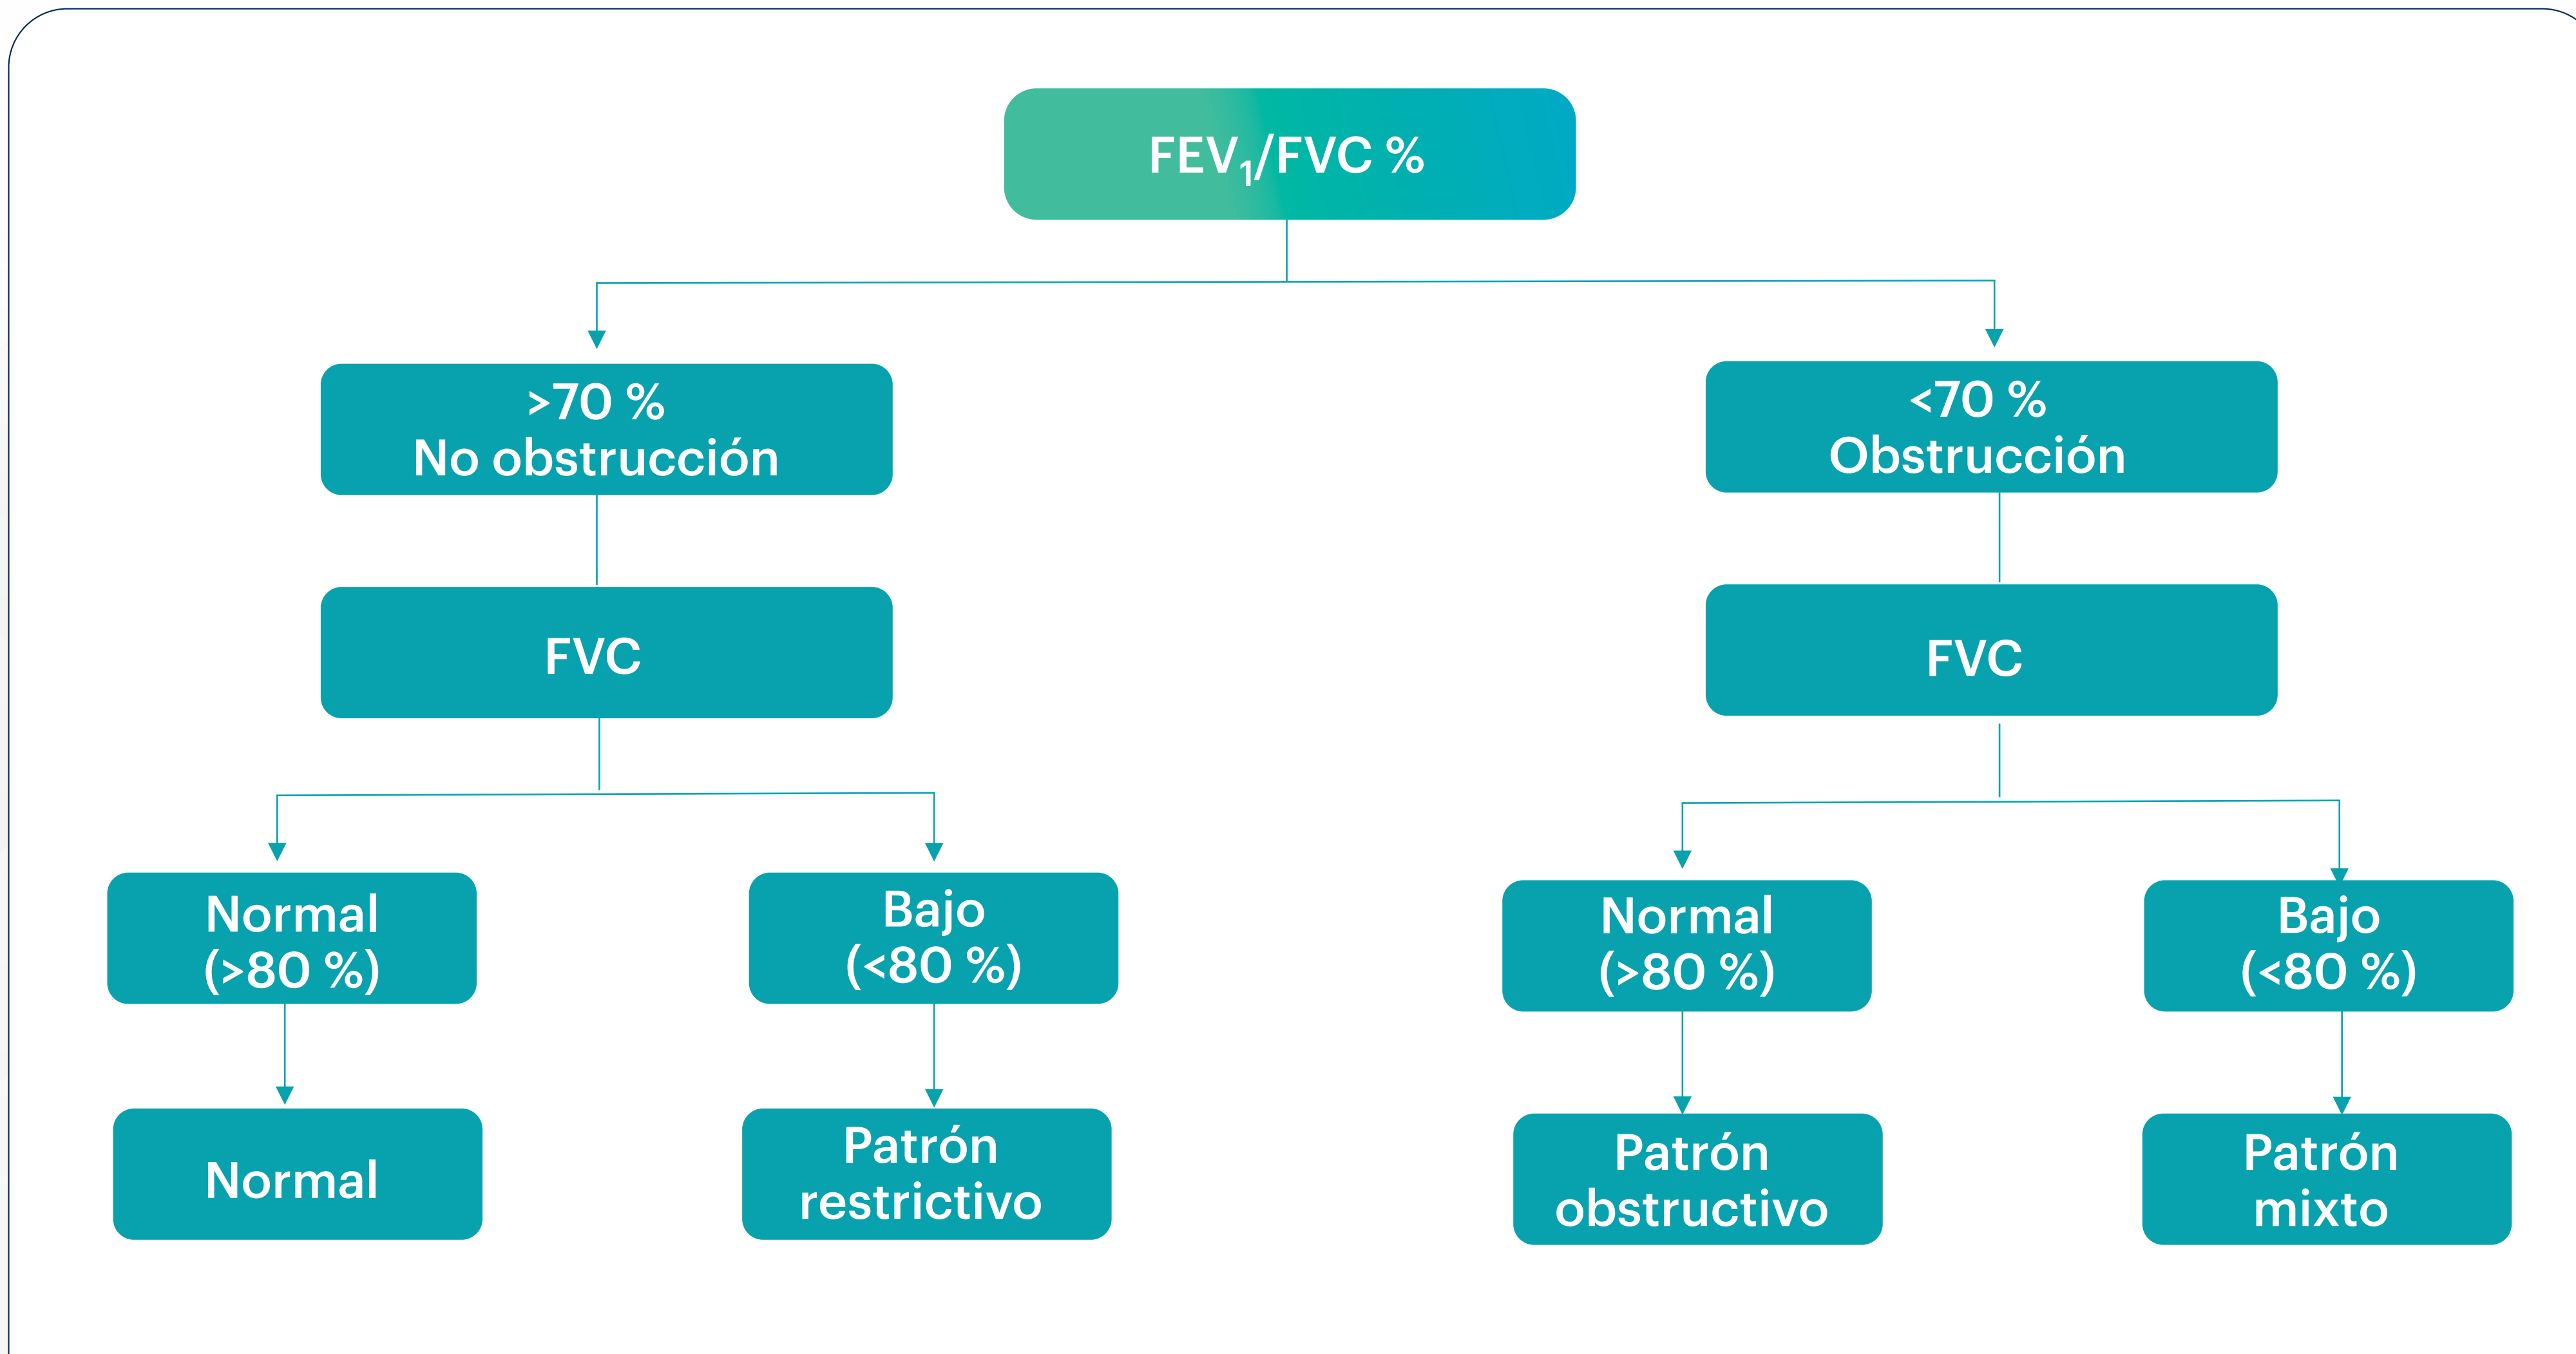 FEV₁/FVC %
>70 %
No obstrucción
<70 %
Obstrucción
FVC
FVC
Normal
(>80 %)
Bajo
(<80 %)
Normal
(>80 %)
Bajo
(<80 %)
Normal
Patrón
restrictivo
Patrón
obstructivo
Patrón
mixto